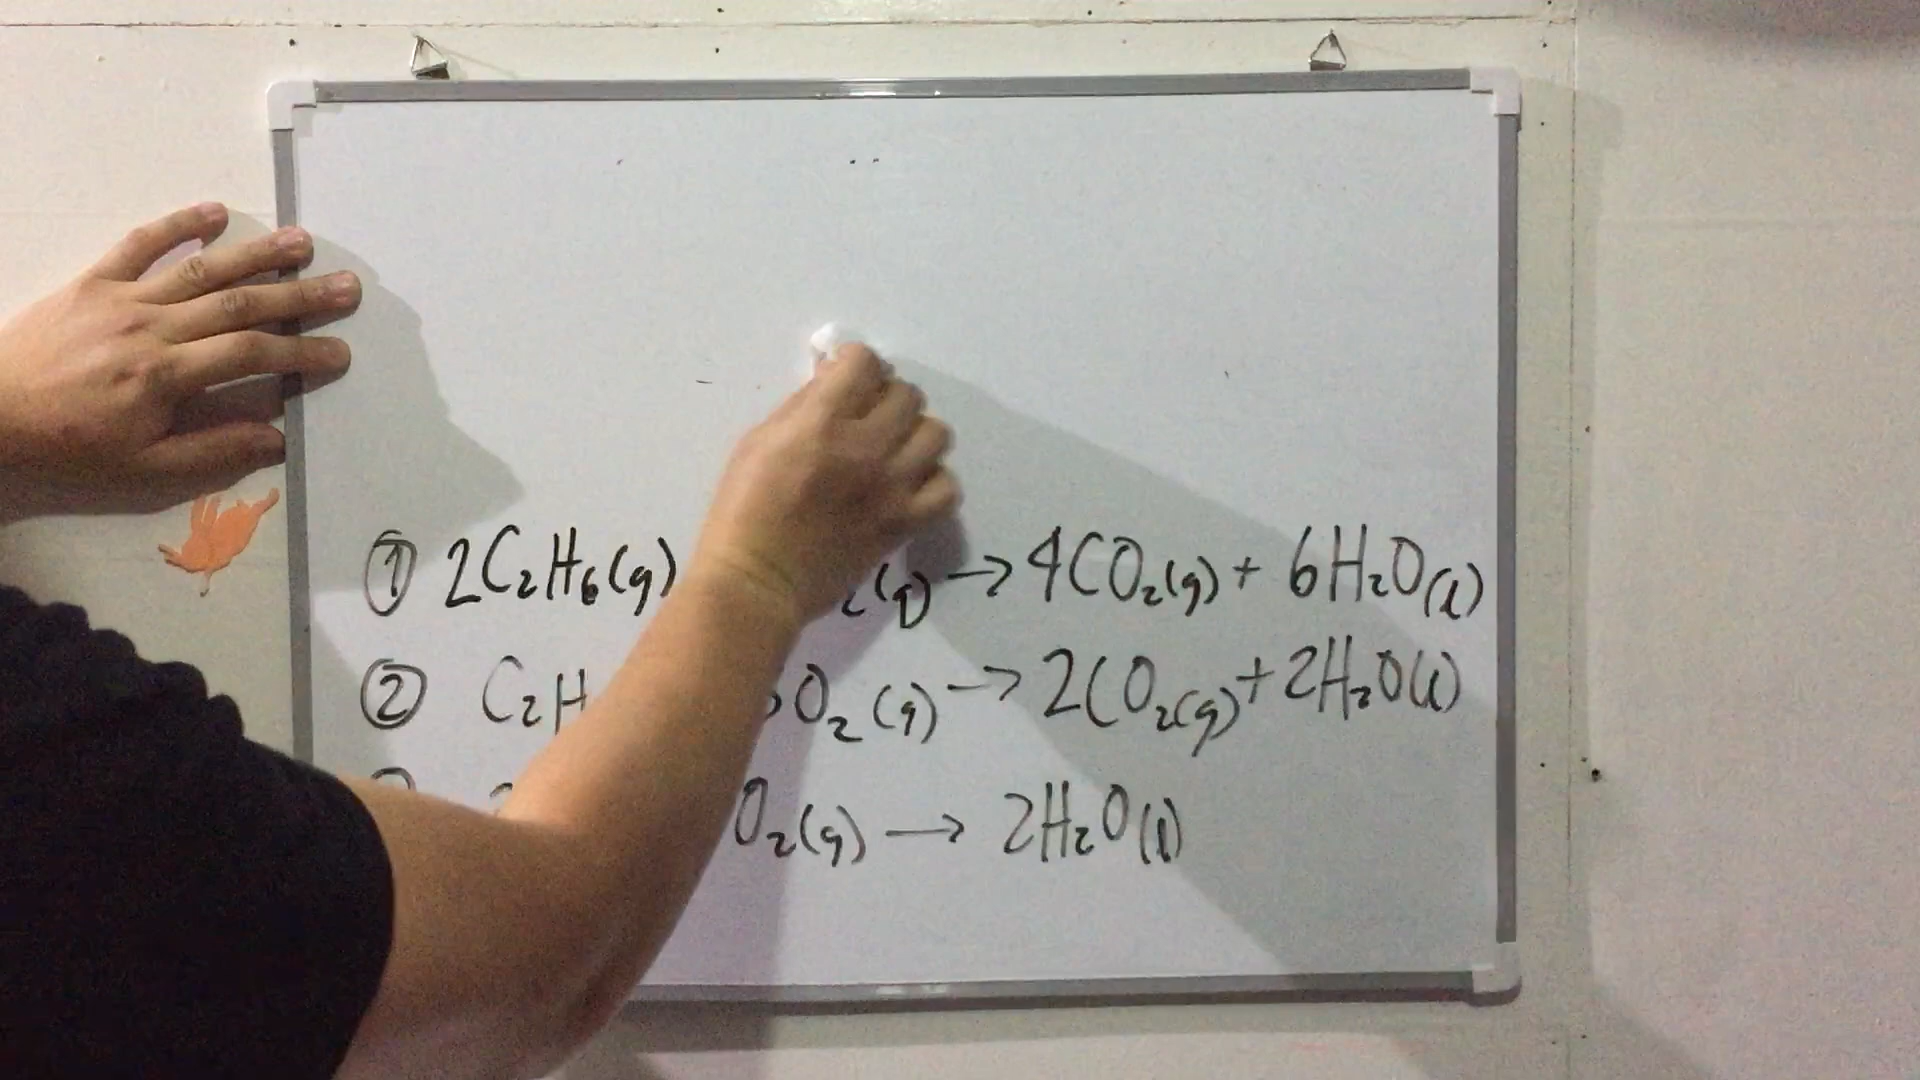 ① 2C₂H₆(g) ₂(g) → 4CO₂(g) + 6H₂O(l)
② C₂H O₂(g) → 2CO₂(g) + 2H₂O(l)
O₂(g) → 2H₂O(l)